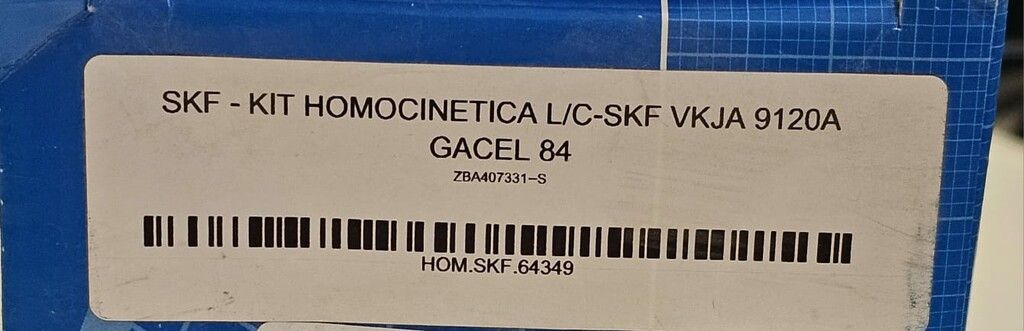 SKF - KIT HOMOCINETICA L/C-SKF VKJA 9120A
GACEL 84
ZBA407331-S
HOM.SKF.64349